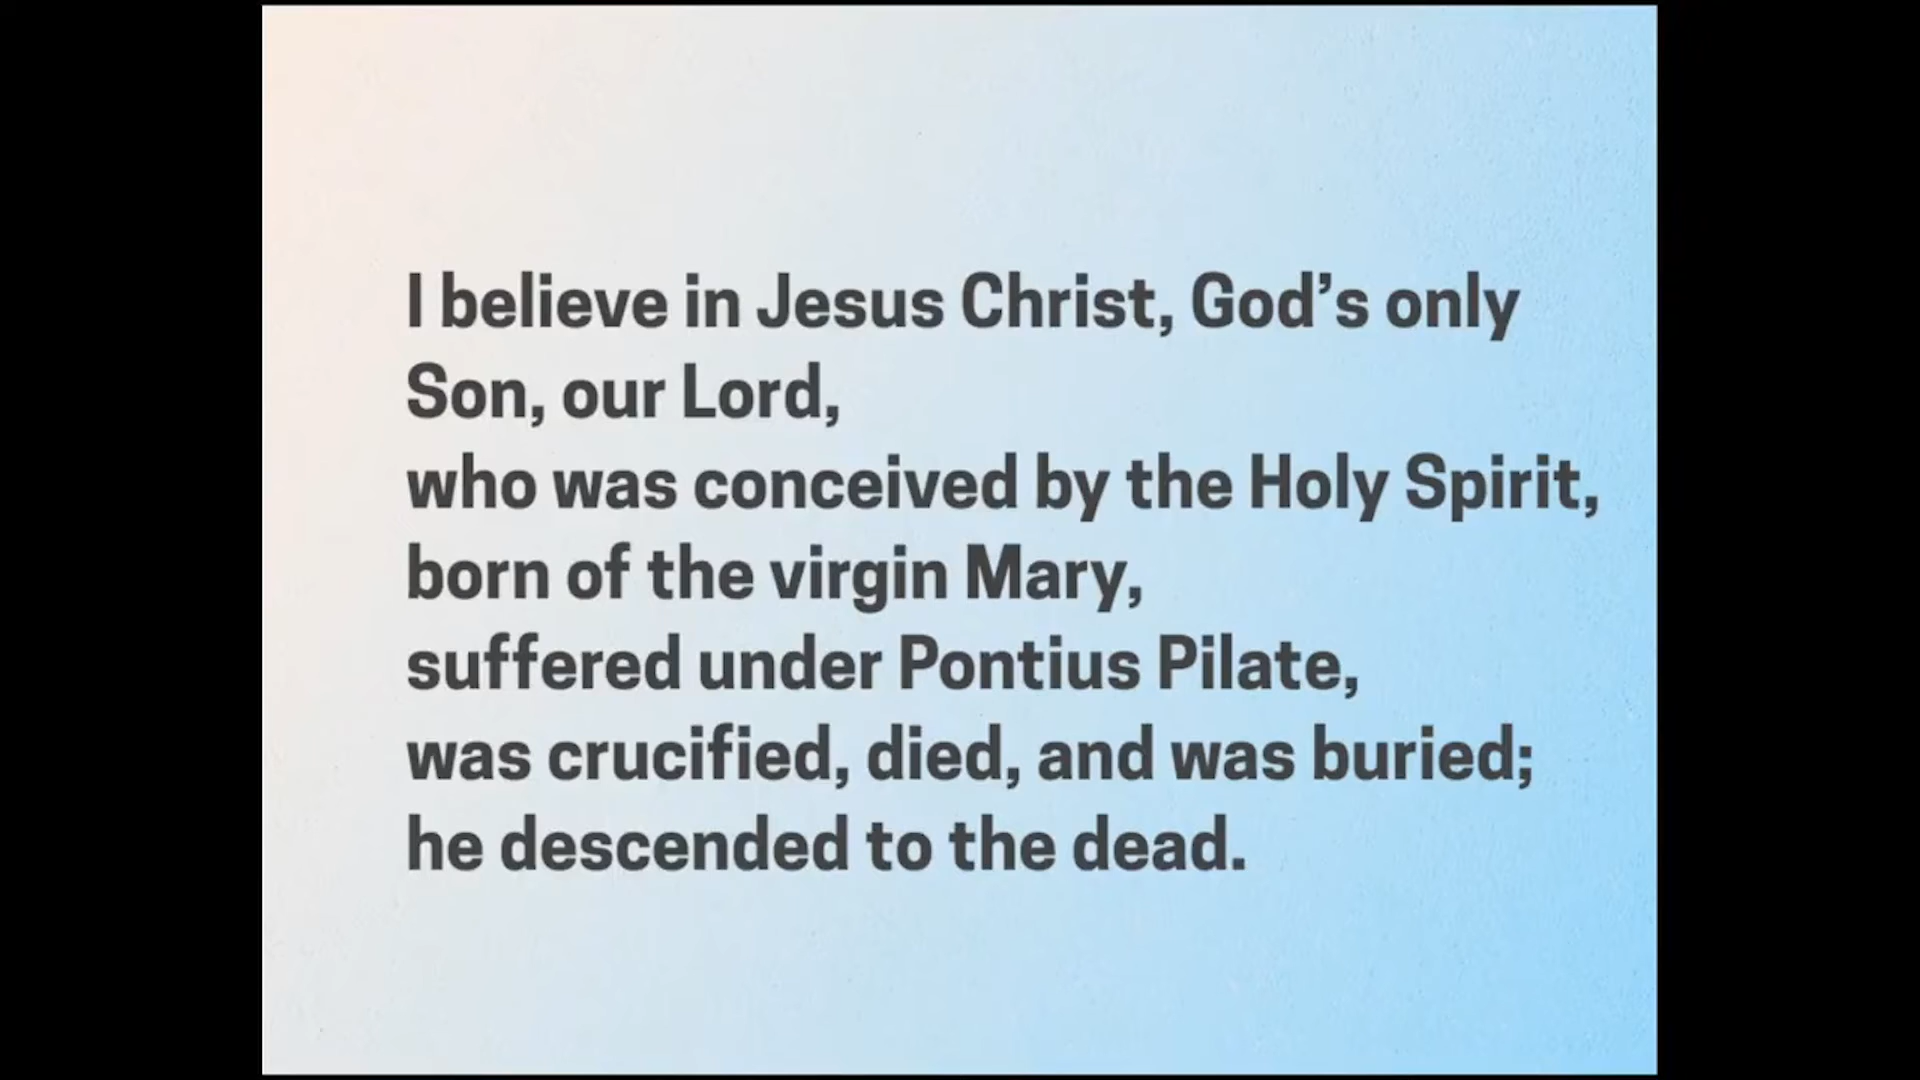 I believe in Jesus Christ, God’s only
Son, our Lord,
who was conceived by the Holy Spirit,
born of the virgin Mary,
suffered under Pontius Pilate,
was crucified, died, and was buried;
he descended to the dead.